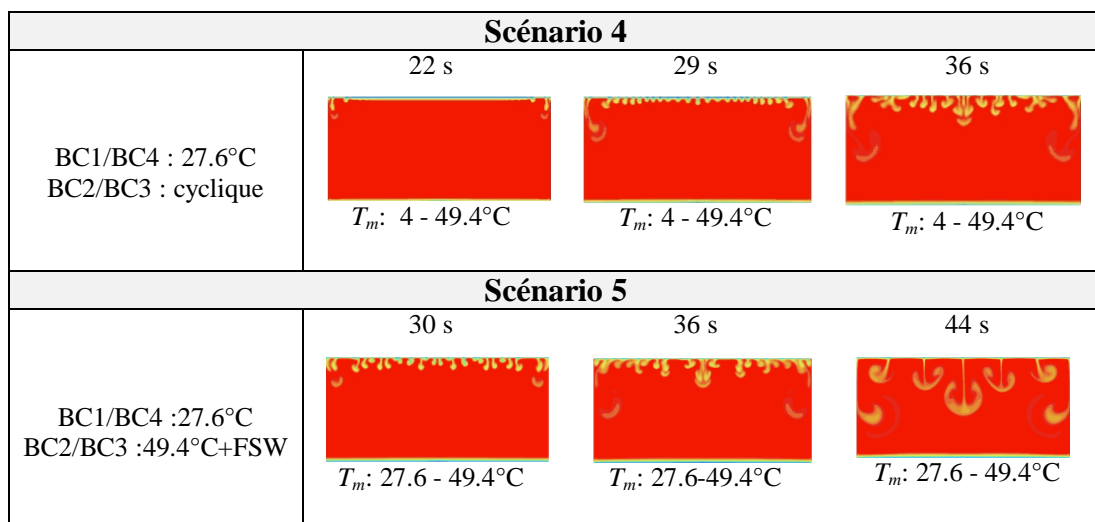 Scénario 4
22 s 29 s 36 s
BC1/BC4 : 27.6°C
BC2/BC3 : cyclique
Tm: 4 - 49.4°C Tm: 4 - 49.4°C Tm: 4 - 49.4°C
Scénario 5
30 s 36 s 44 s
BC1/BC4 :27.6°C
BC2/BC3 :49.4°C+FSW
Tm: 27.6 - 49.4°C Tm: 27.6-49.4°C Tm: 27.6 - 49.4°C